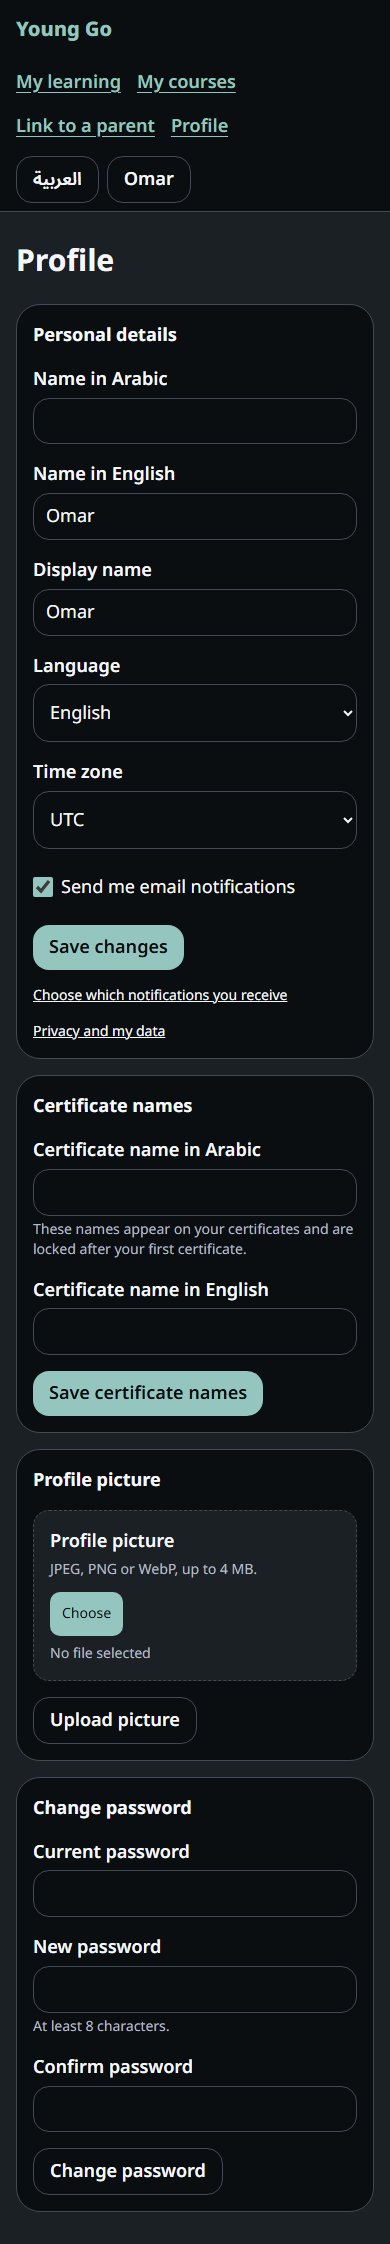 Young Go
My learning My courses
Link to a parent Profile
العربية Omar
Profile
Personal details
Name in Arabic
Name in English
Omar
Display name
Omar
Language
English
Time zone
UTC
Send me email notifications
Save changes
Choose which notifications you receive
Privacy and my data
Certificate names
Certificate name in Arabic
These names appear on your certificates and are
locked after your first certificate.
Certificate name in English
Save certificate names
Profile picture
Profile picture
JPEG, PNG or WebP, up to 4 MB.
Choose
No file selected
Upload picture
Change password
Current password
New password
At least 8 characters.
Confirm password
Change password